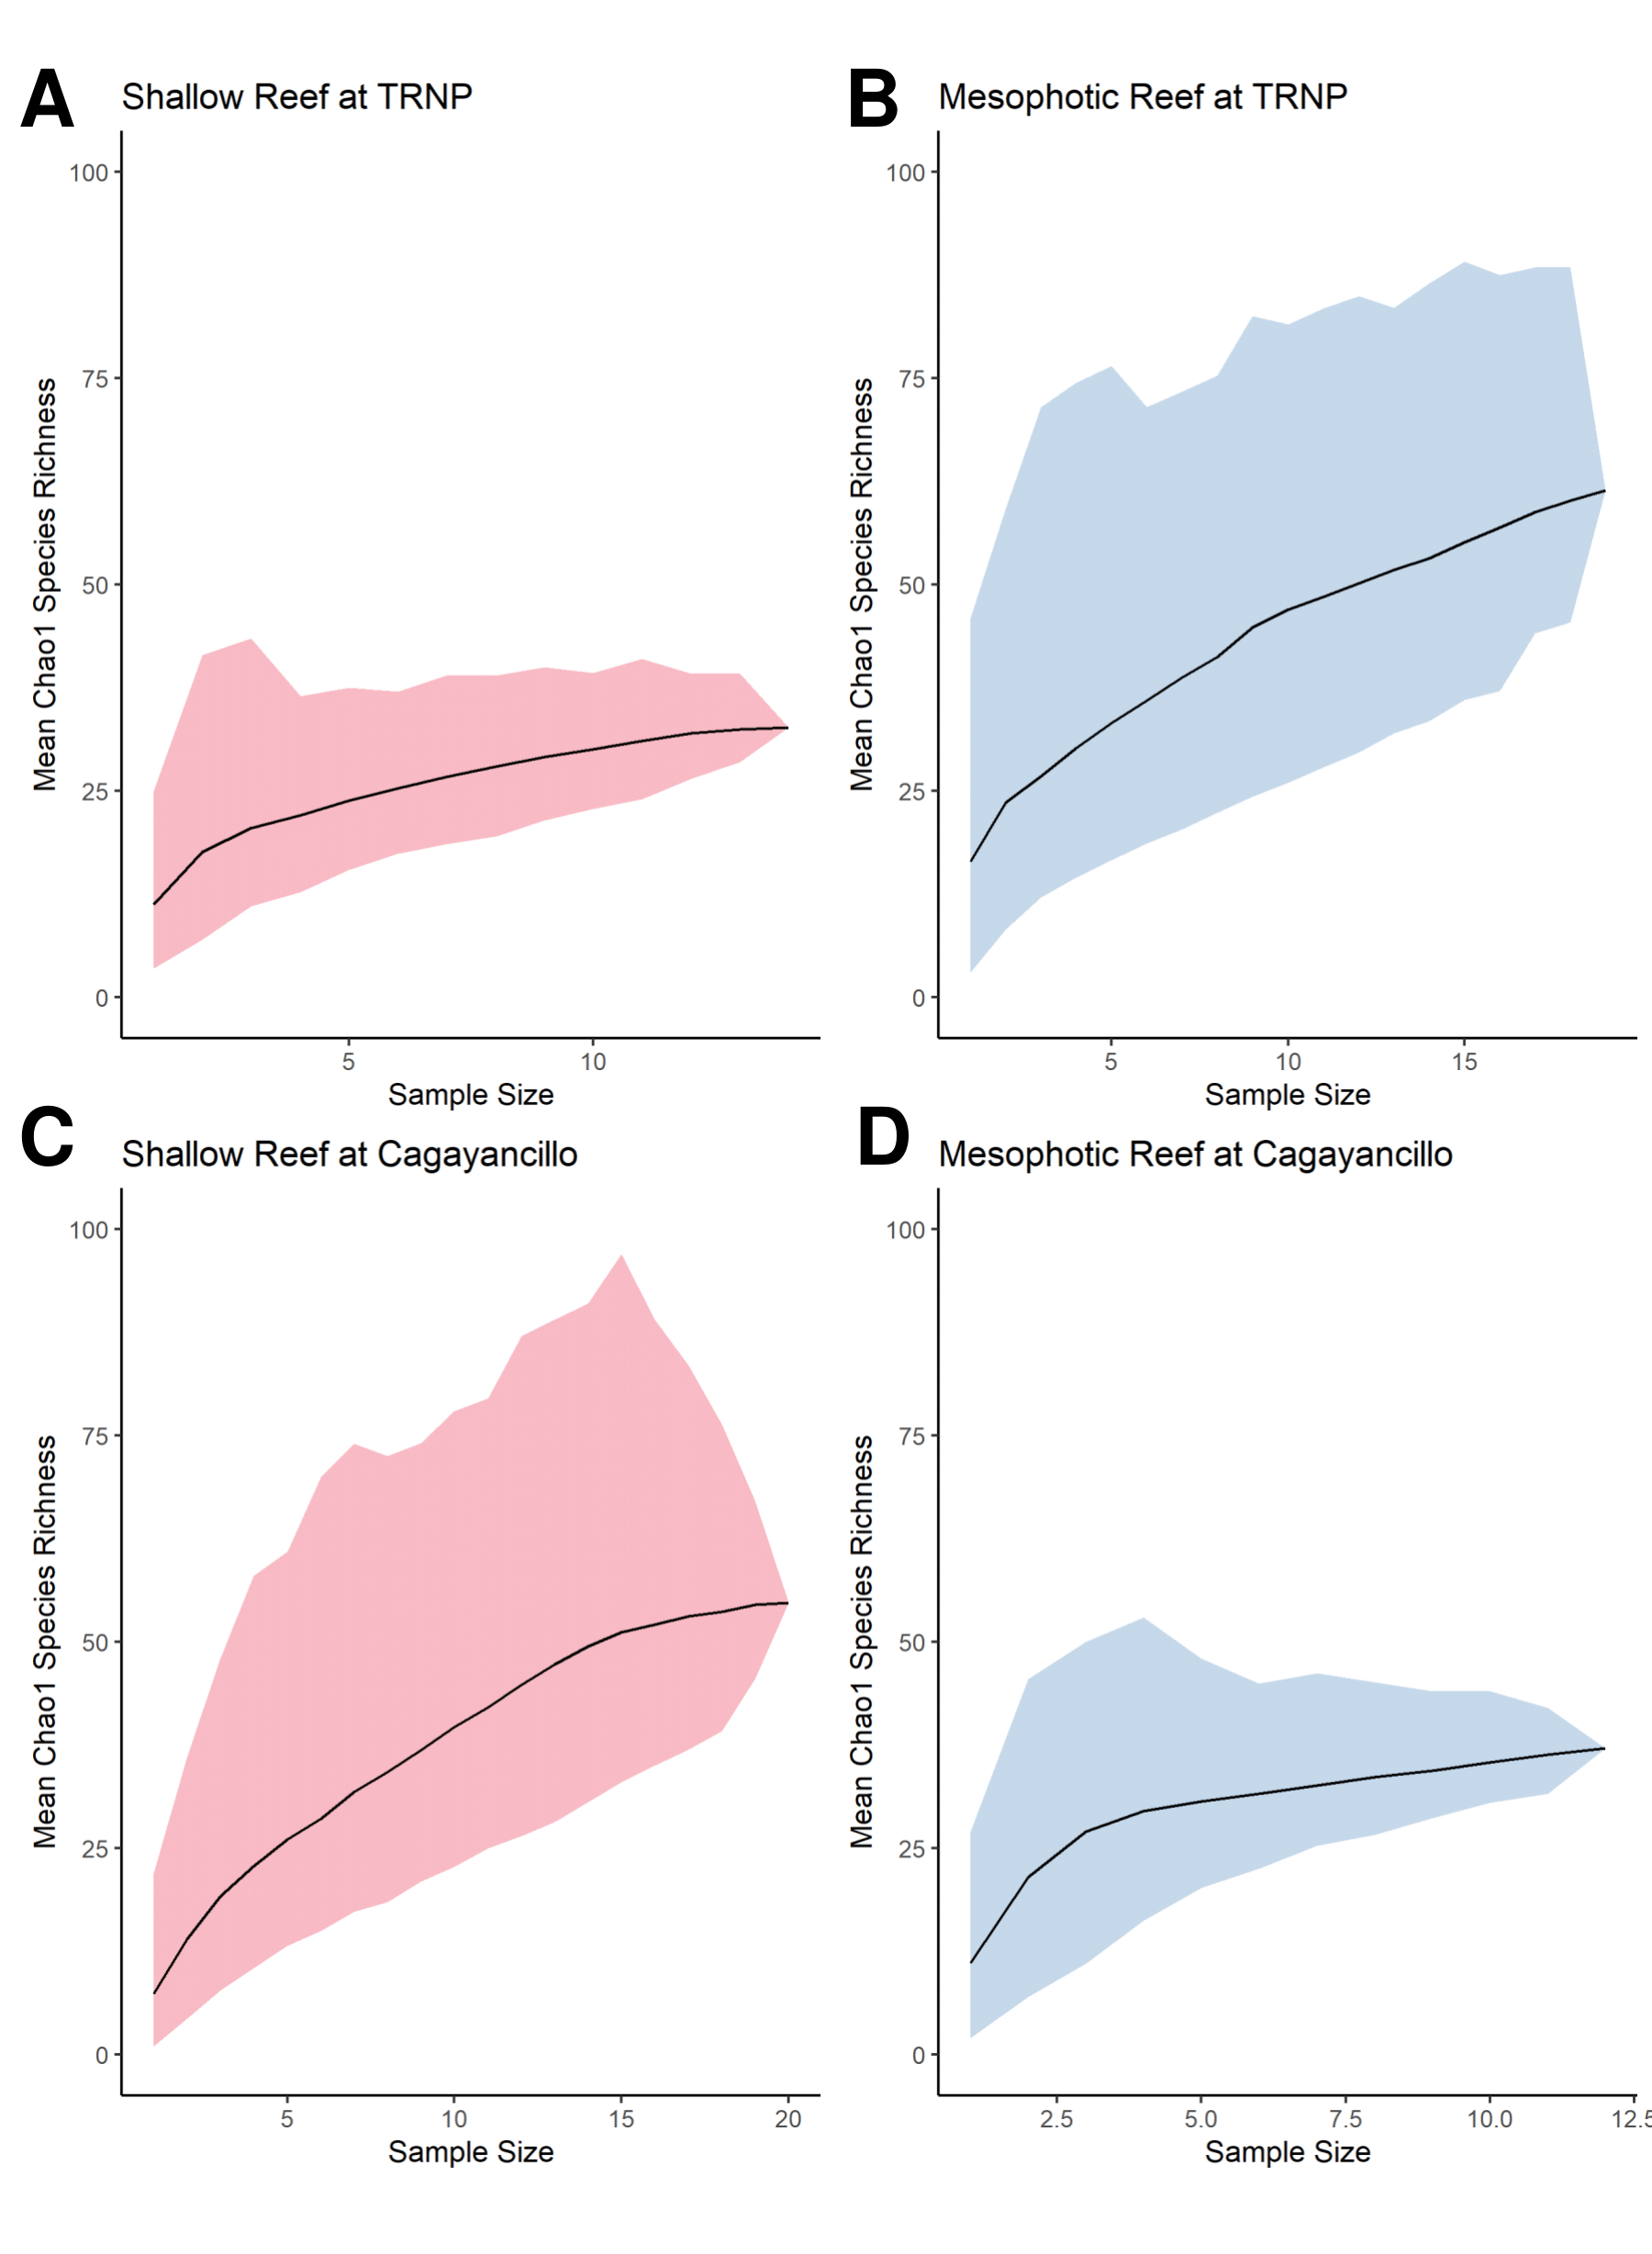 A
Shallow Reef at TRNP
Mean Chao1 Species Richness
100
75
50
25
0
5
10
Sample Size
B
Mesophotic Reef at TRNP
Mean Chao1 Species Richness
100
75
50
25
0
5
10
15
Sample Size
C
Shallow Reef at Cagayancillo
Mean Chao1 Species Richness
100
75
50
25
0
5
10
15
20
Sample Size
D
Mesophotic Reef at Cagayancillo
Mean Chao1 Species Richness
100
75
50
25
0
2.5
5.0
7.5
10.0
12.5
Sample Size